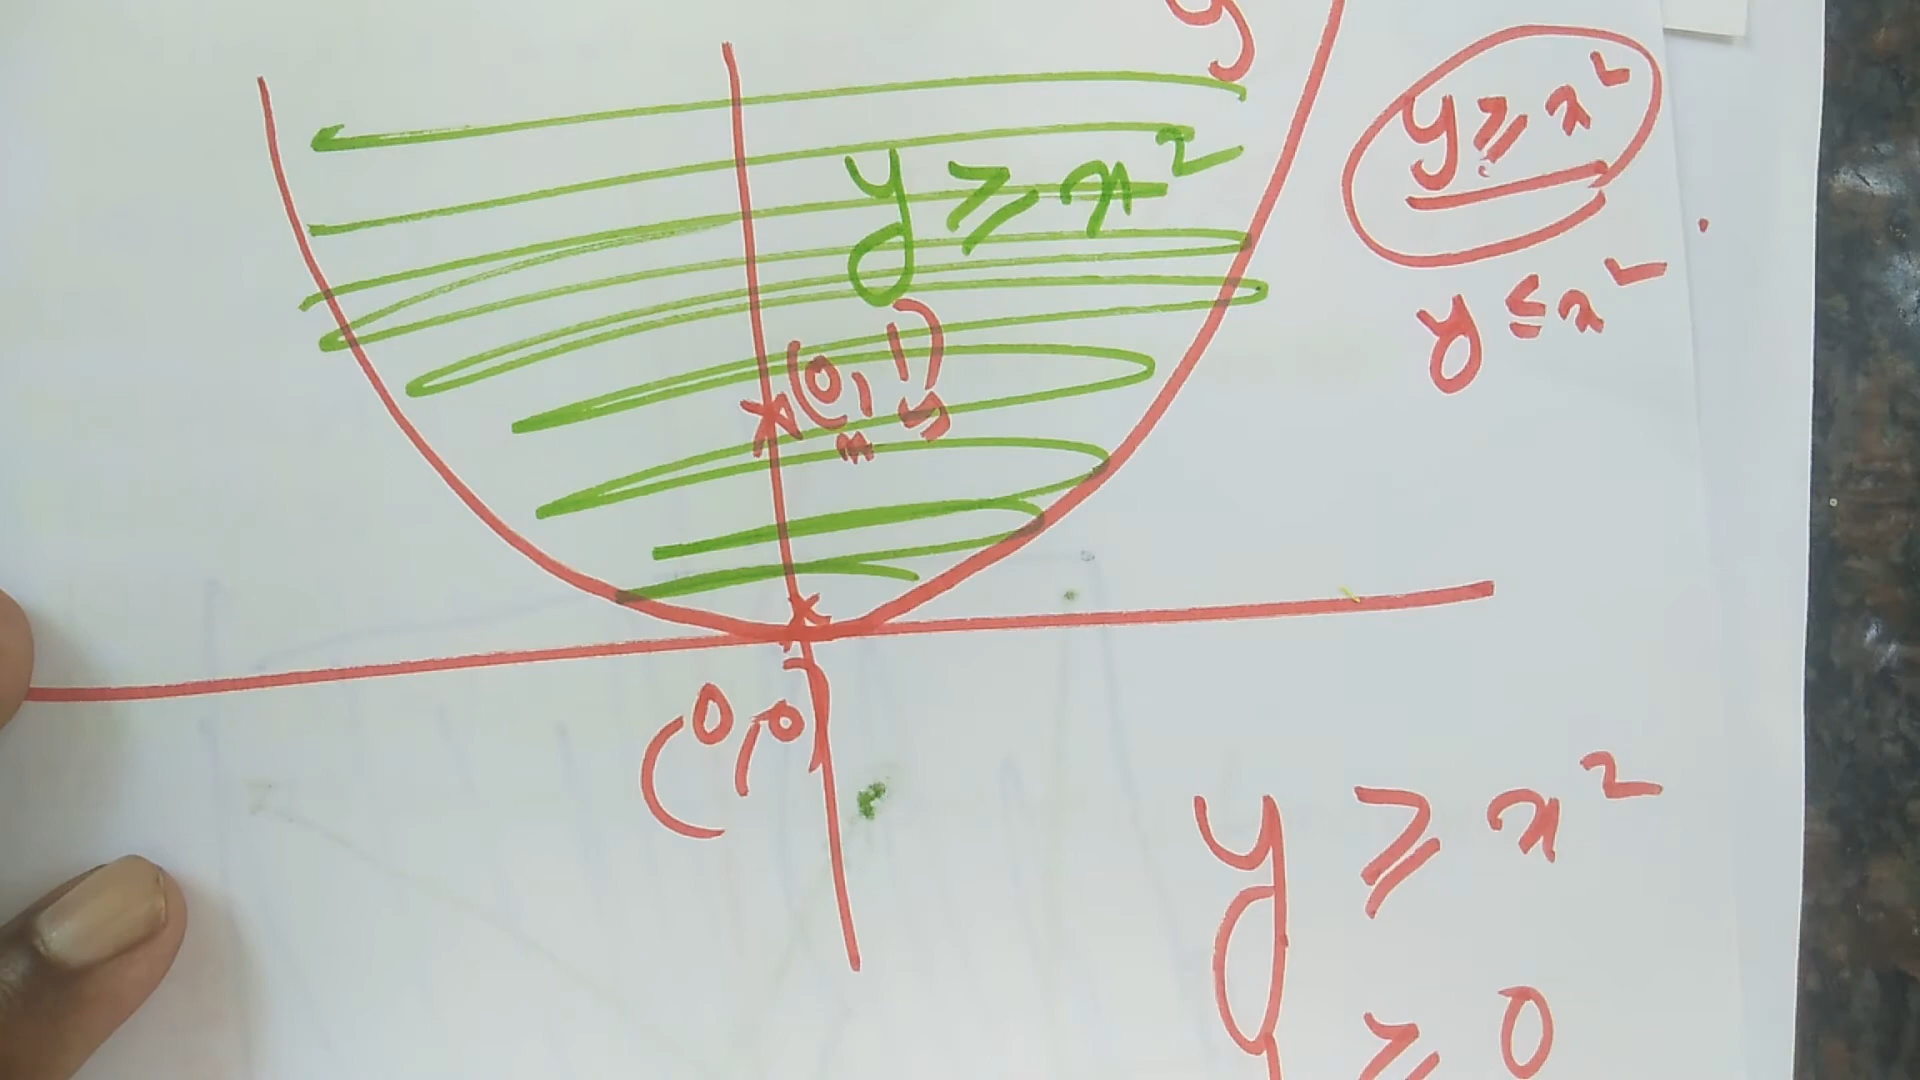 y
y ≥ x²
y ≥ x²
y ≤ x²
(0, 1)
x y
(0, 0)
y ≥ x²
≥ 0